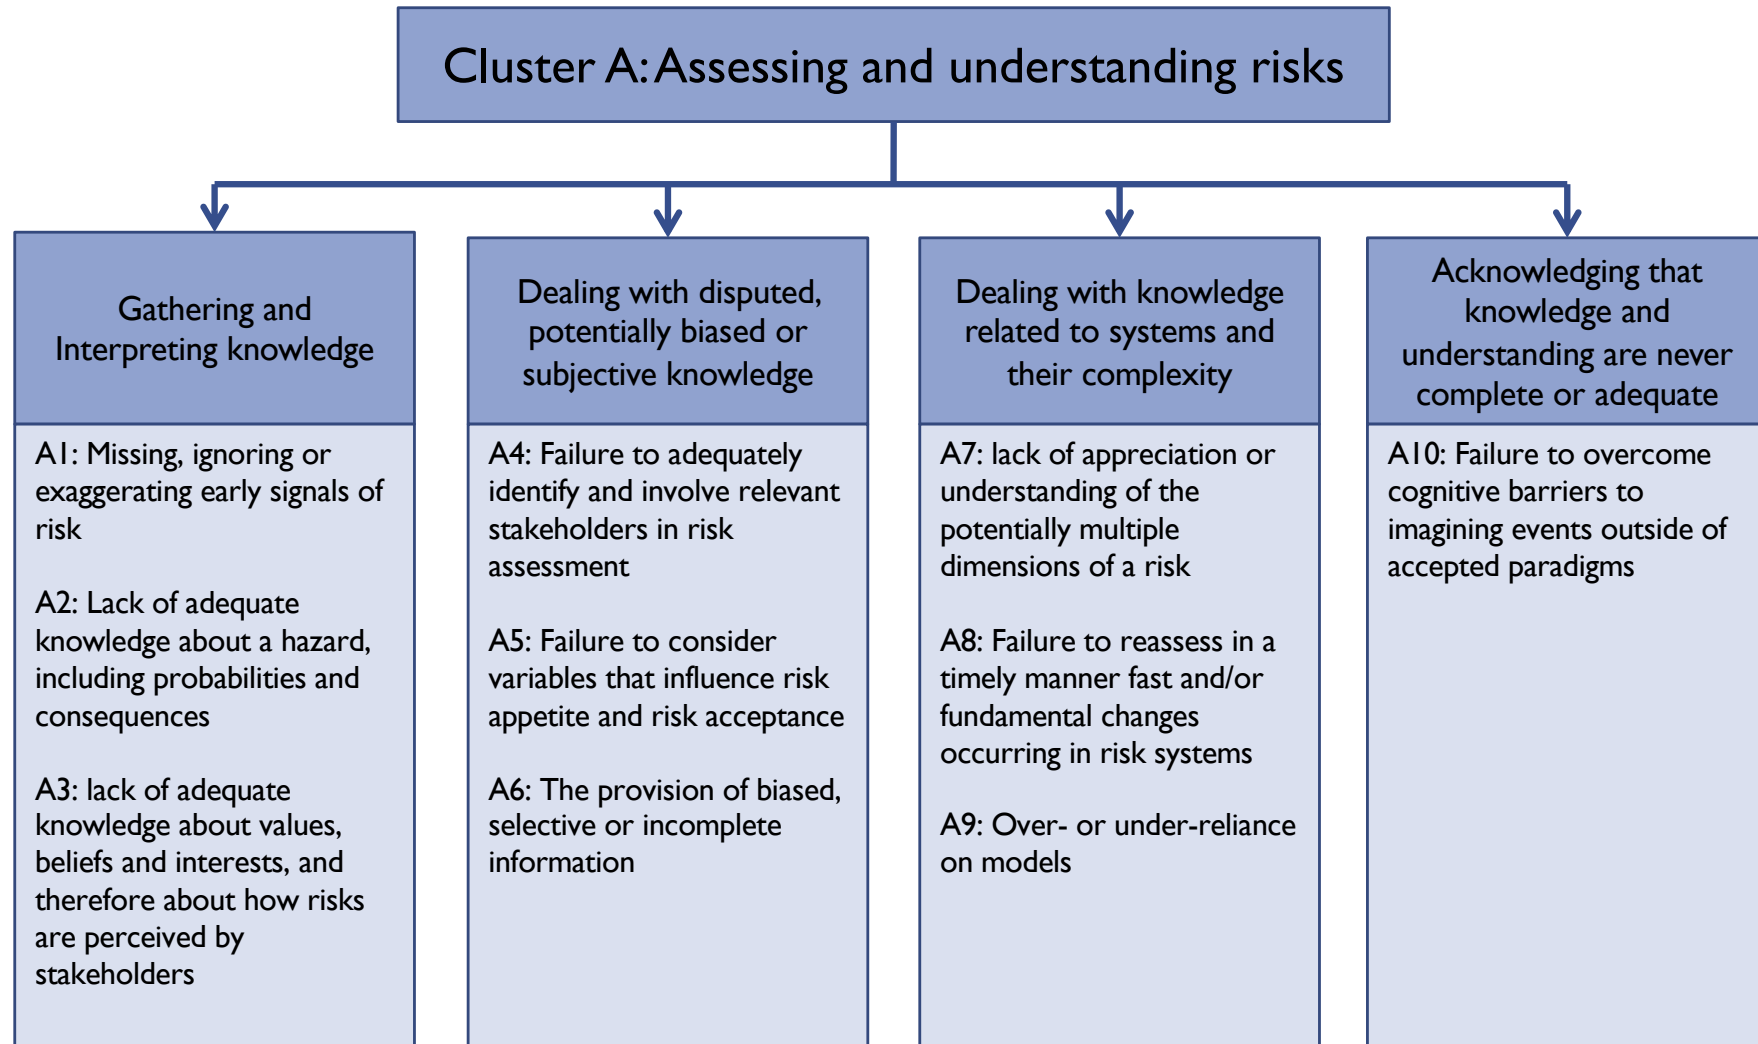 Cluster A: Assessing and understanding risks
Gathering and
Interpreting knowledge
A1: Missing, ignoring or
exaggerating early signals of
risk
A2: Lack of adequate
knowledge about a hazard,
including probabilities and
consequences
A3: lack of adequate
knowledge about values,
beliefs and interests, and
therefore about how risks
are perceived by
stakeholders
Dealing with disputed,
potentially biased or
subjective knowledge
A4: Failure to adequately
identify and involve relevant
stakeholders in risk
assessment
A5: Failure to consider
variables that influence risk
appetite and risk acceptance
A6: The provision of biased,
selective or incomplete
information
Dealing with knowledge
related to systems and
their complexity
A7: lack of appreciation or
understanding of the
potentially multiple
dimensions of a risk
A8: Failure to reassess in a
timely manner fast and/or
fundamental changes
occurring in risk systems
A9: Over- or under-reliance
on models
Acknowledging that
knowledge and
understanding are never
complete or adequate
A10: Failure to overcome
cognitive barriers to
imagining events outside of
accepted paradigms